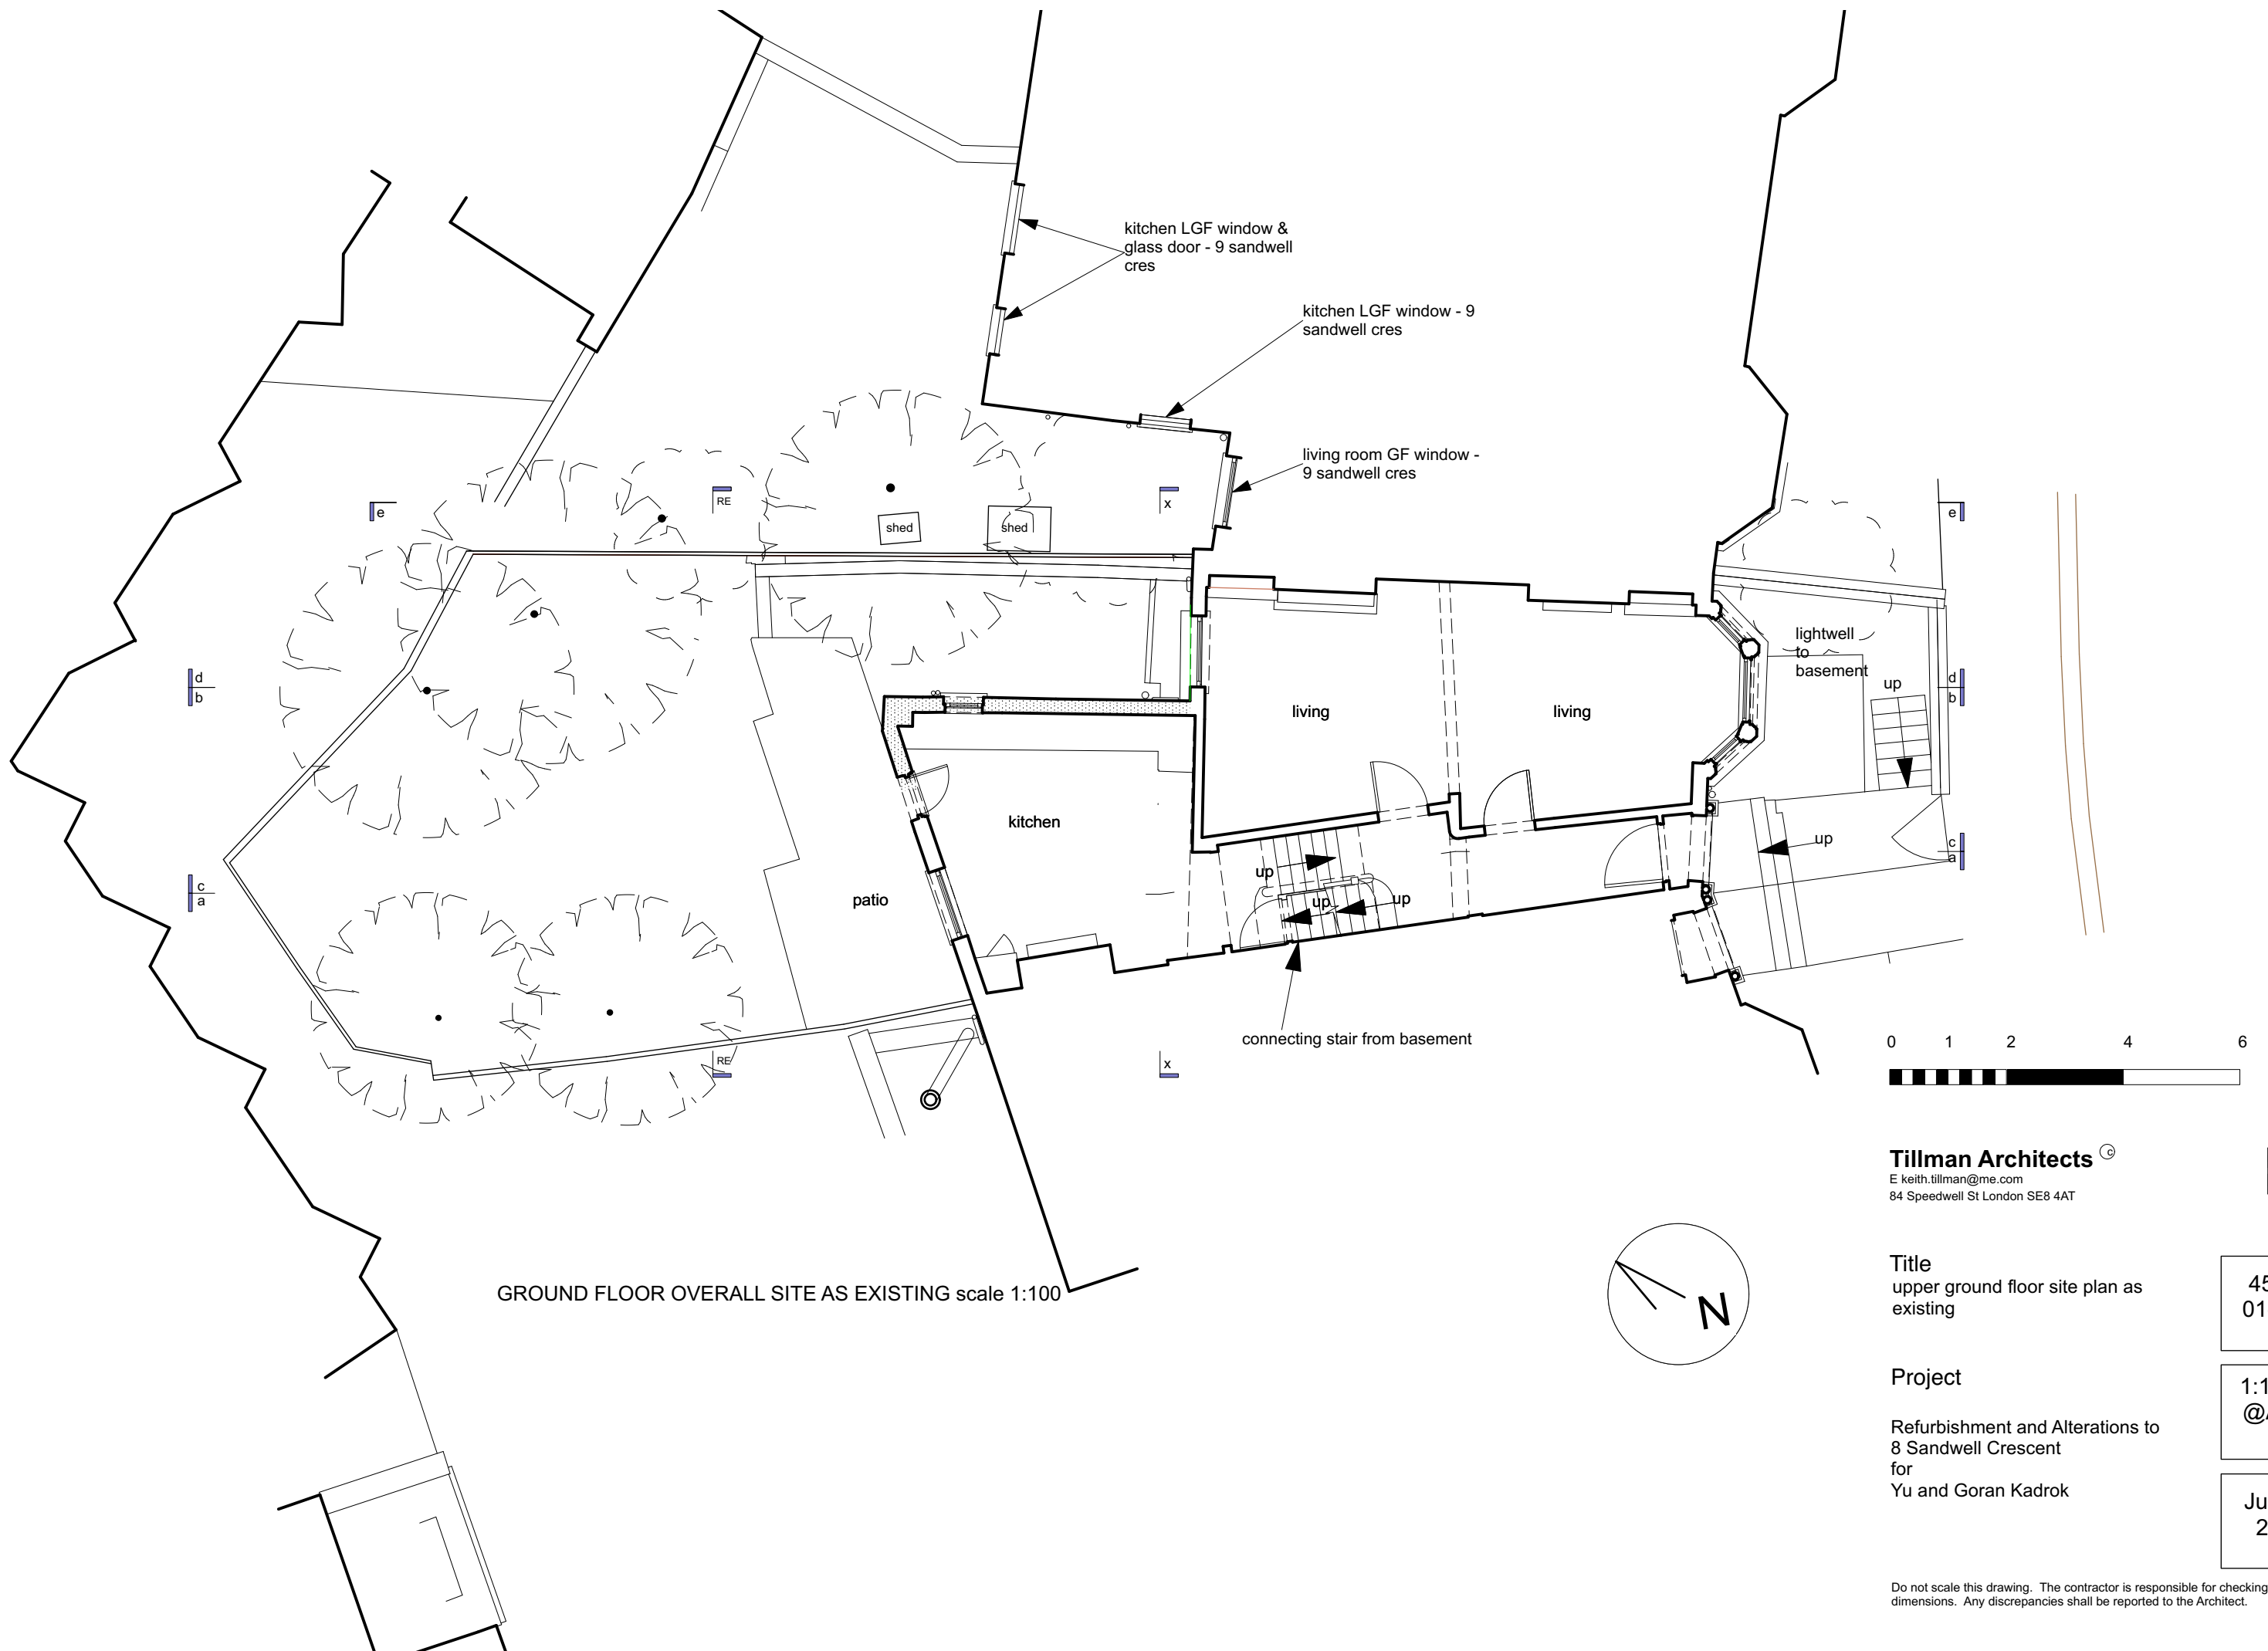 kitchen LGF window &
glass door - 9 sandwell
cres
kitchen LGF window - 9
sandwell cres
living room GF window -
9 sandwell cres
e
RE
x
e
shed
shed
lightwell
to
basement
up
d
b
d
b
living
living
kitchen
up
c
a
up
up
up
patio
c
a
connecting stair from basement
RE
x
0 1 2 4 6
Tillman Architects c
E keith.tillman@me.com
84 Speedwell St London SE8 4AT
N
GROUND FLOOR OVERALL SITE AS EXISTING scale 1:100
Title
upper ground floor site plan as
existing
Project
Refurbishment and Alterations to
8 Sandwell Crescent
for
Yu and Goran Kadrok
Do not scale this drawing. The contractor is responsible for checking
dimensions. Any discrepancies shall be reported to the Architect.